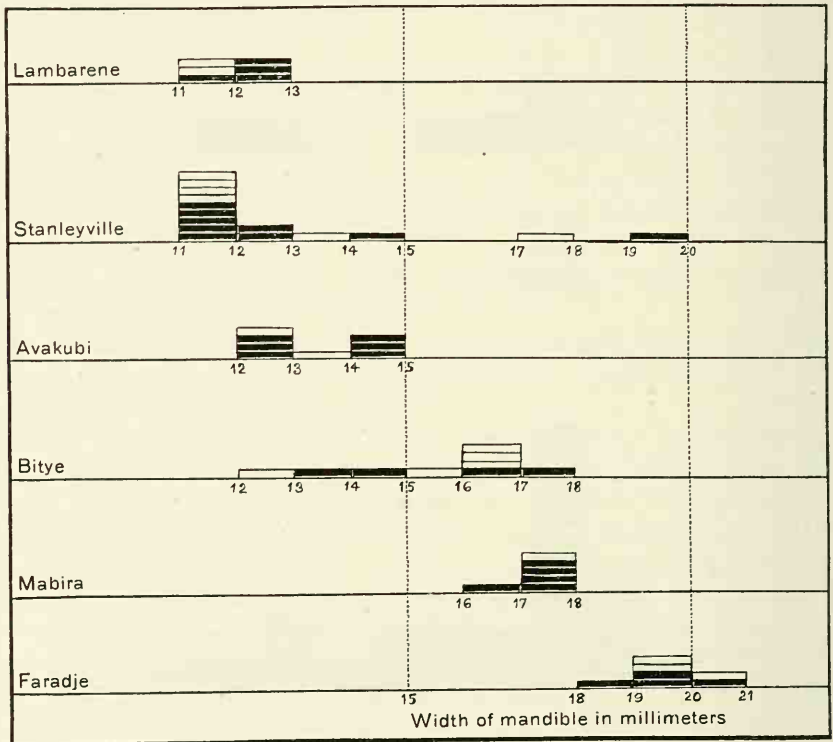 Lambarene
11 12 13
Stanleyville
11 12 13 14 15 17 18 19 20
Avakubi
12 13 14 15
Bitye
12 13 14 15 16 17 18
Mabira
16 17 18
Faradje
15 18 19 20 21
Width of mandible in millimeters